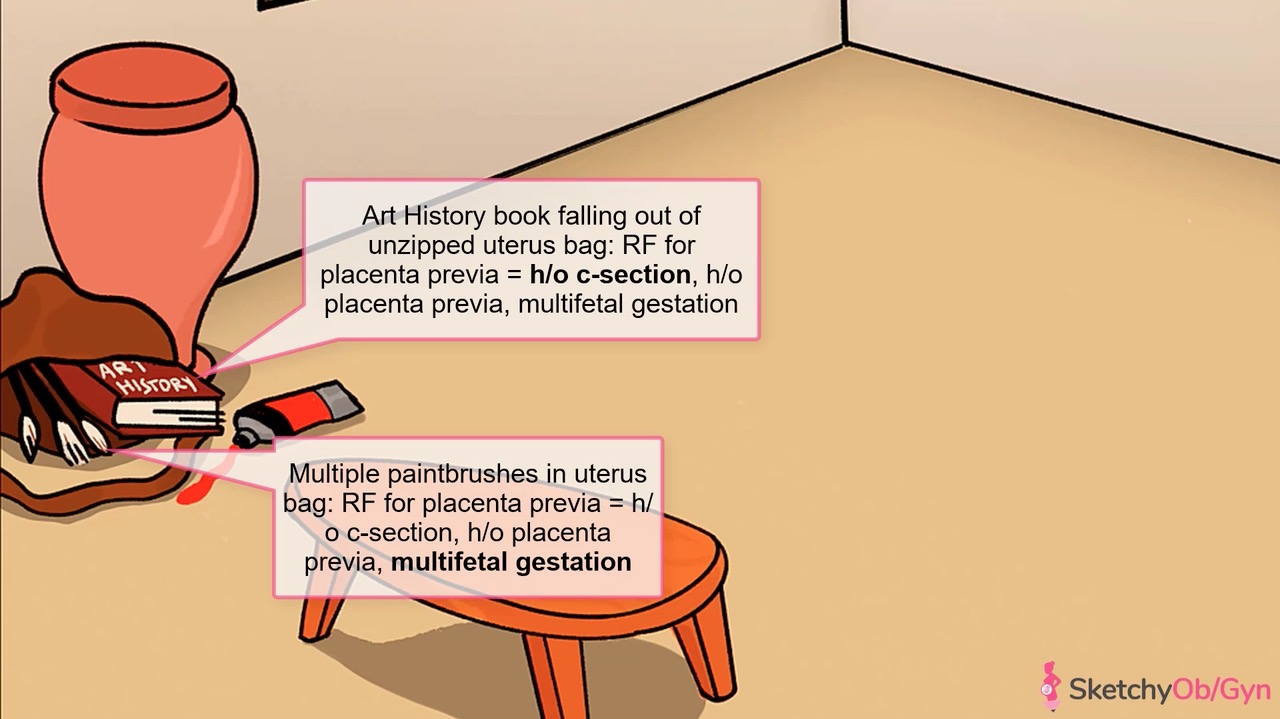 Art History book falling out of
unzipped uterus bag: RF for
placenta previa = h/o c-section, h/o
placenta previa, multifetal gestation
ART
HISTORY
Multiple paintbrushes in uterus
bag: RF for placenta previa = h/
o c-section, h/o placenta
previa, multifetal gestation
SketchyOb/Gyn